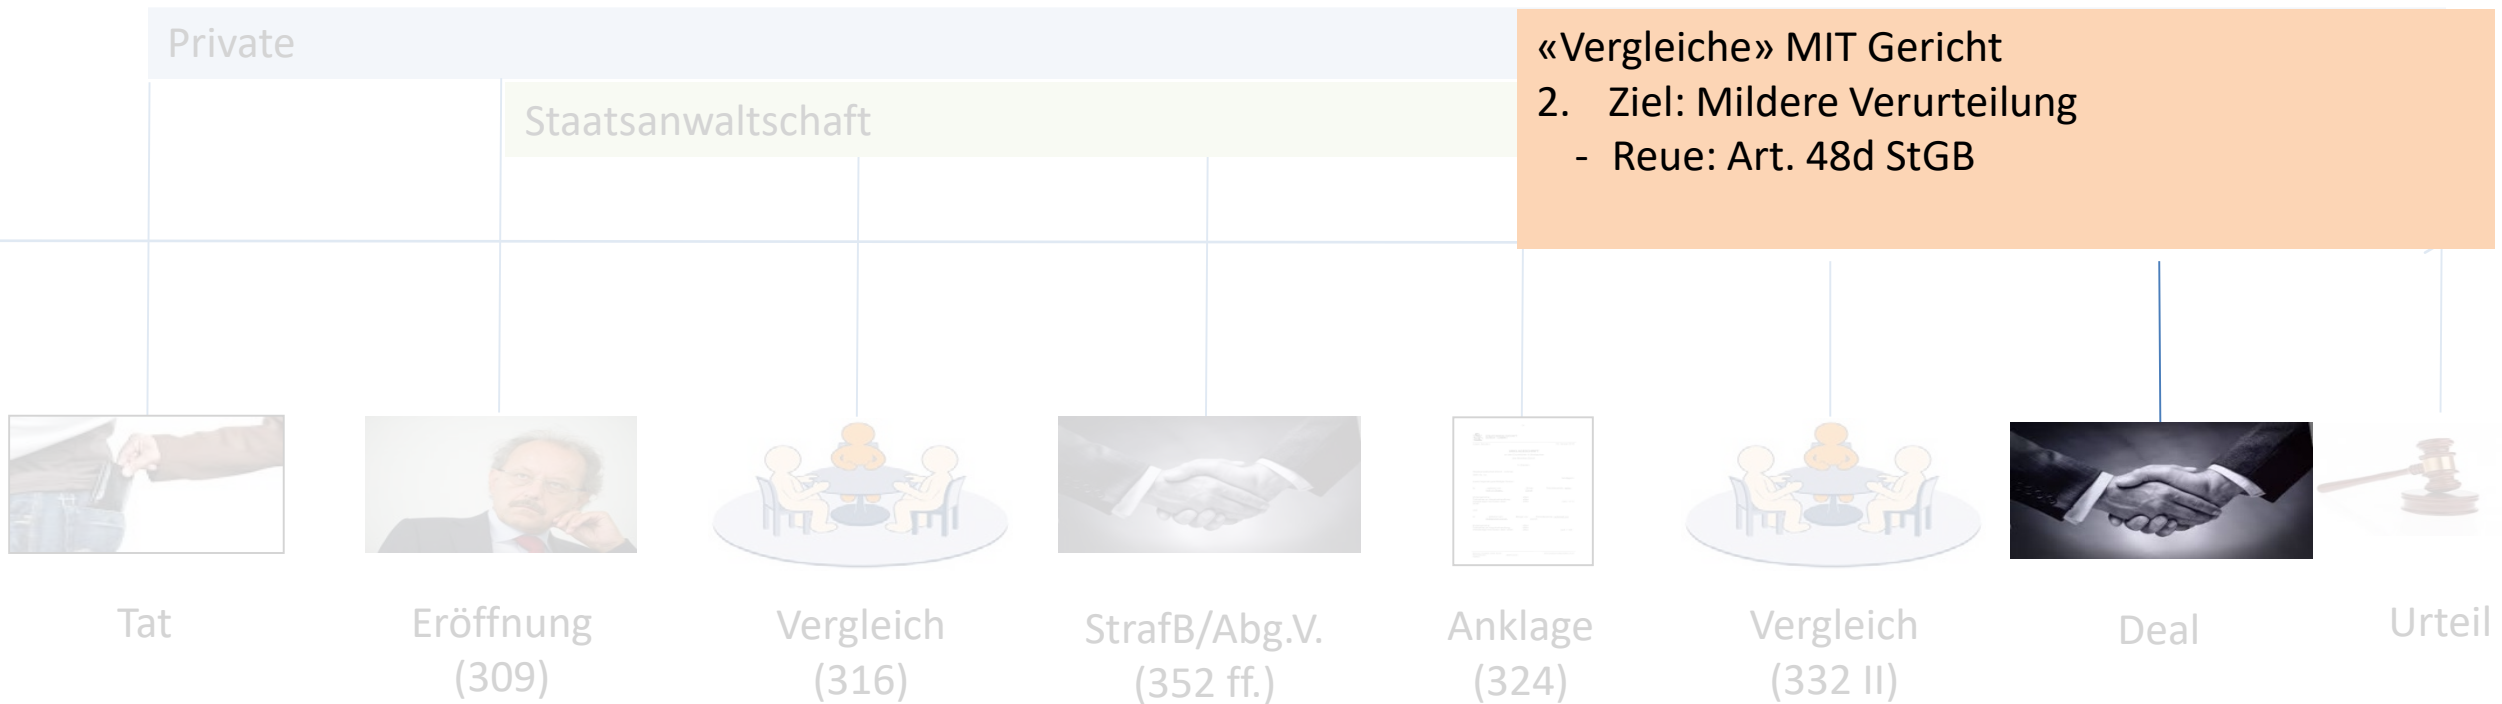 Private
Staatsanwaltschaft
«Vergleiche» MIT Gericht
2. Ziel: Mildere Verurteilung
- Reue: Art. 48d StGB
Tat
Eröffnung
(309)
Vergleich
(316)
StrafB/Abg.V.
(352 ff.)
Anklage
(324)
Vergleich
(332 II)
Deal
Urteil